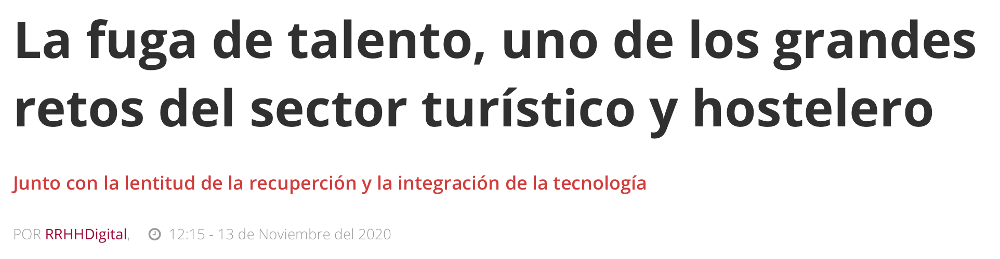 La fuga de talento, uno de los grandes
retos del sector turístico y hostelero
Junto con la lentitud de la recuperción y la integración de la tecnología
POR RRHHDigital, 12:15 - 13 de Noviembre del 2020